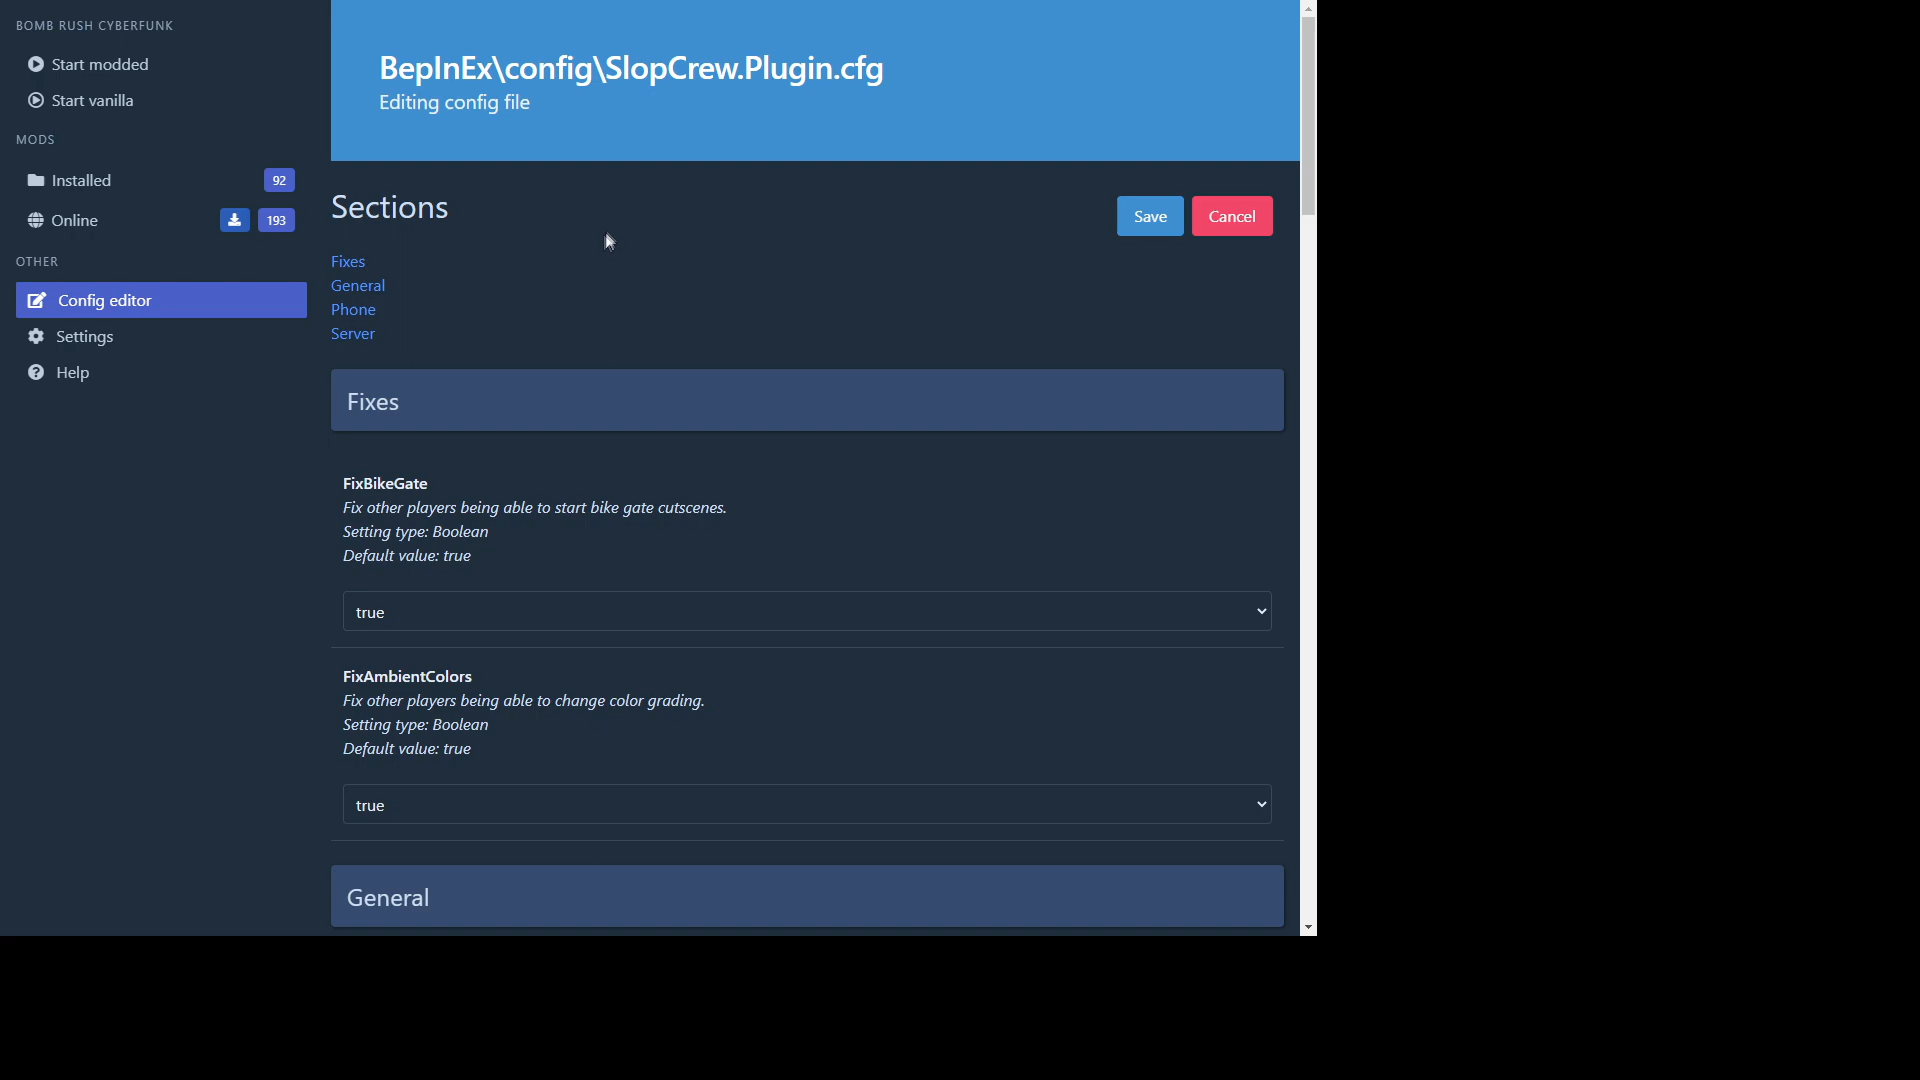 BOMB RUSH CYBERFUNK
Start modded
Start vanilla
MODS
Installed 92
Online 193
OTHER
Config editor
Settings
Help
BepInEx\config\SlopCrew.Plugin.cfg
Editing config file
Sections
Save Cancel
Fixes
General
Phone
Server
Fixes
FixBikeGate
Fix other players being able to start bike gate cutscenes.
Setting type: Boolean
Default value: true
true
FixAmbientColors
Fix other players being able to change color grading.
Setting type: Boolean
Default value: true
true
General